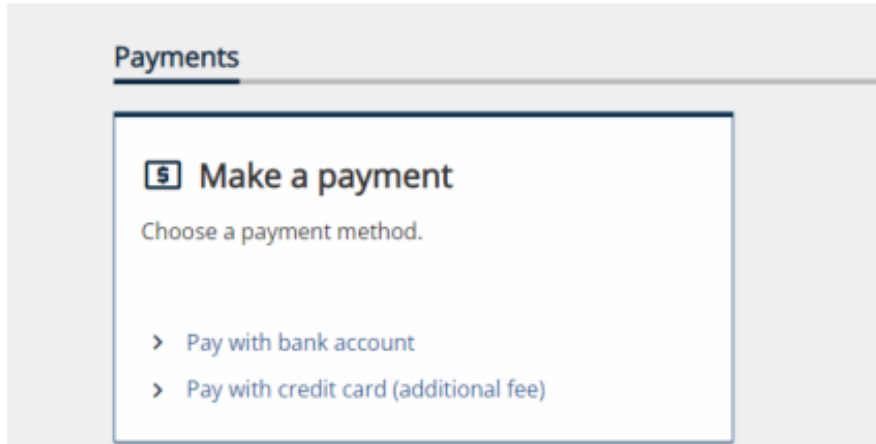 Payments
Make a payment
Choose a payment method.
Pay with bank account
Pay with credit card (additional fee)